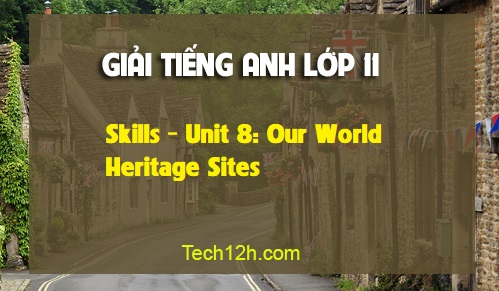 GIẢI TIẾNG ANH LỚP 11
Skills - Unit 8: Our World
Heritage Sites
Tech12h.com